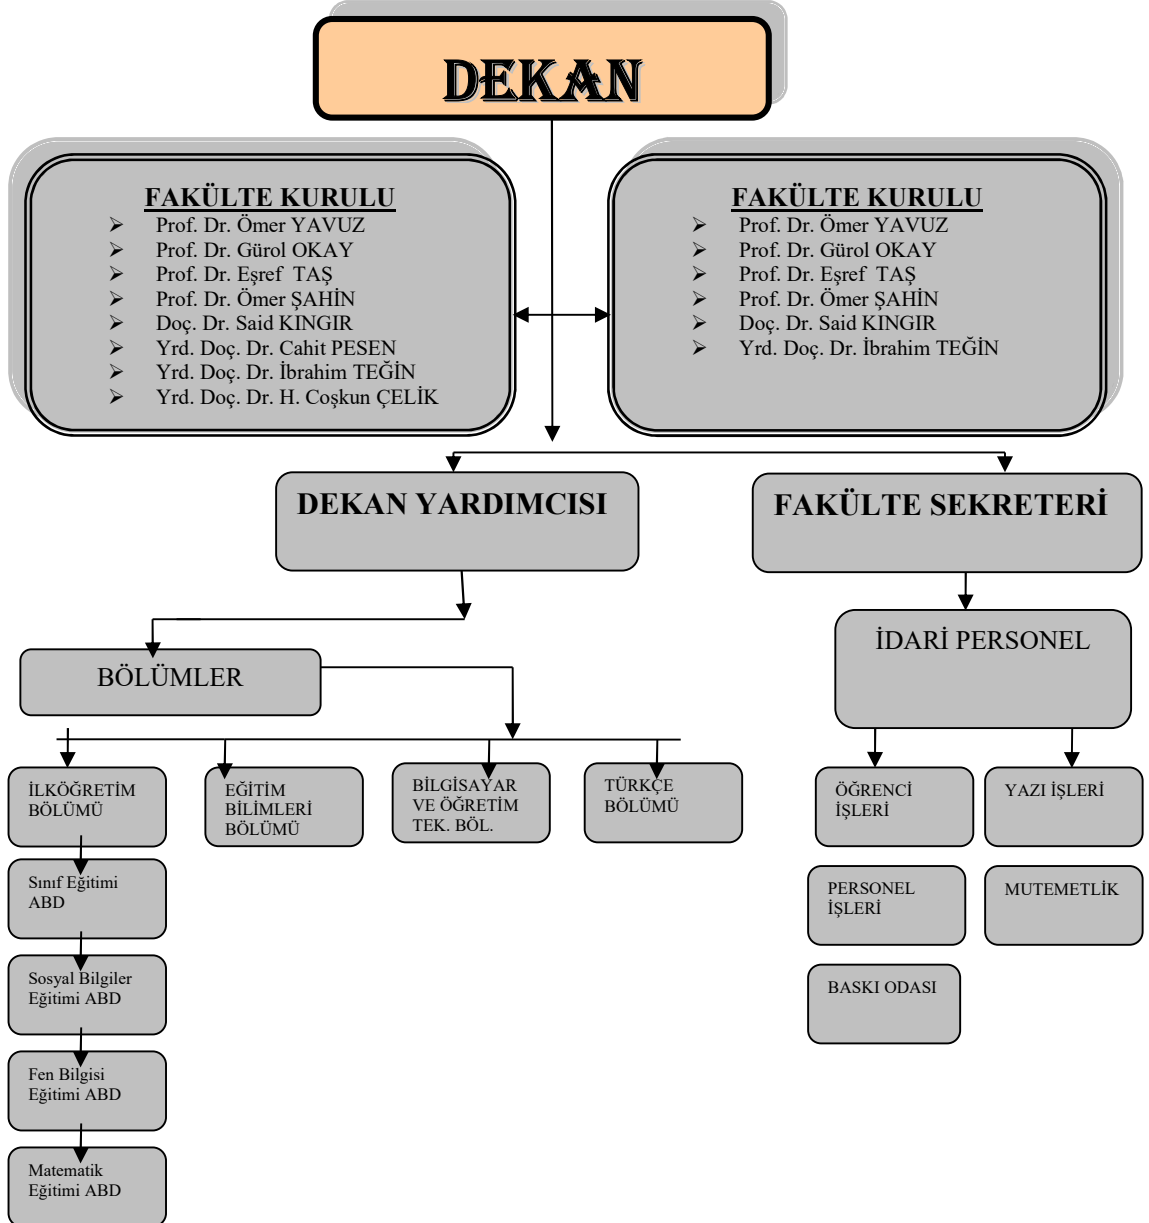 DEKAN
FAKÜLTE KURULU
Prof. Dr. Ömer YAVUZ
Prof. Dr. Gürol OKAY
Prof. Dr. Eşref  TAŞ
Prof. Dr. Ömer ŞAHİN
Doç. Dr. Said KINGIR
Yrd. Doç. Dr. Cahit PESEN
Yrd. Doç. Dr. İbrahim TEĞİN
Yrd. Doç. Dr. H. Coşkun ÇELİK
FAKÜLTE KURULU
Prof. Dr. Ömer YAVUZ
Prof. Dr. Gürol OKAY
Prof. Dr. Eşref  TAŞ
Prof. Dr. Ömer ŞAHİN
Doç. Dr. Said KINGIR
Yrd. Doç. Dr. İbrahim TEĞİN
DEKAN YARDIMCISI
FAKÜLTE SEKRETERİ
BÖLÜMLER
İDARİ PERSONEL
İLKÖĞRETİM
BÖLÜMÜ
EĞİTİM
BİLİMLERİ
BÖLÜMÜ
BİLGİSAYAR
VE ÖĞRETİM
TEK. BÖL.
TÜRKÇE
BÖLÜMÜ
ÖĞRENCİ
İŞLERİ
YAZI İŞLERİ
Sınıf Eğitimi
ABD
PERSONEL
İŞLERİ
MUTEMETLİK
Sosyal Bilgiler
Eğitimi ABD
BASKI ODASI
Fen Bilgisi
Eğitimi ABD
Matematik
Eğitimi ABD